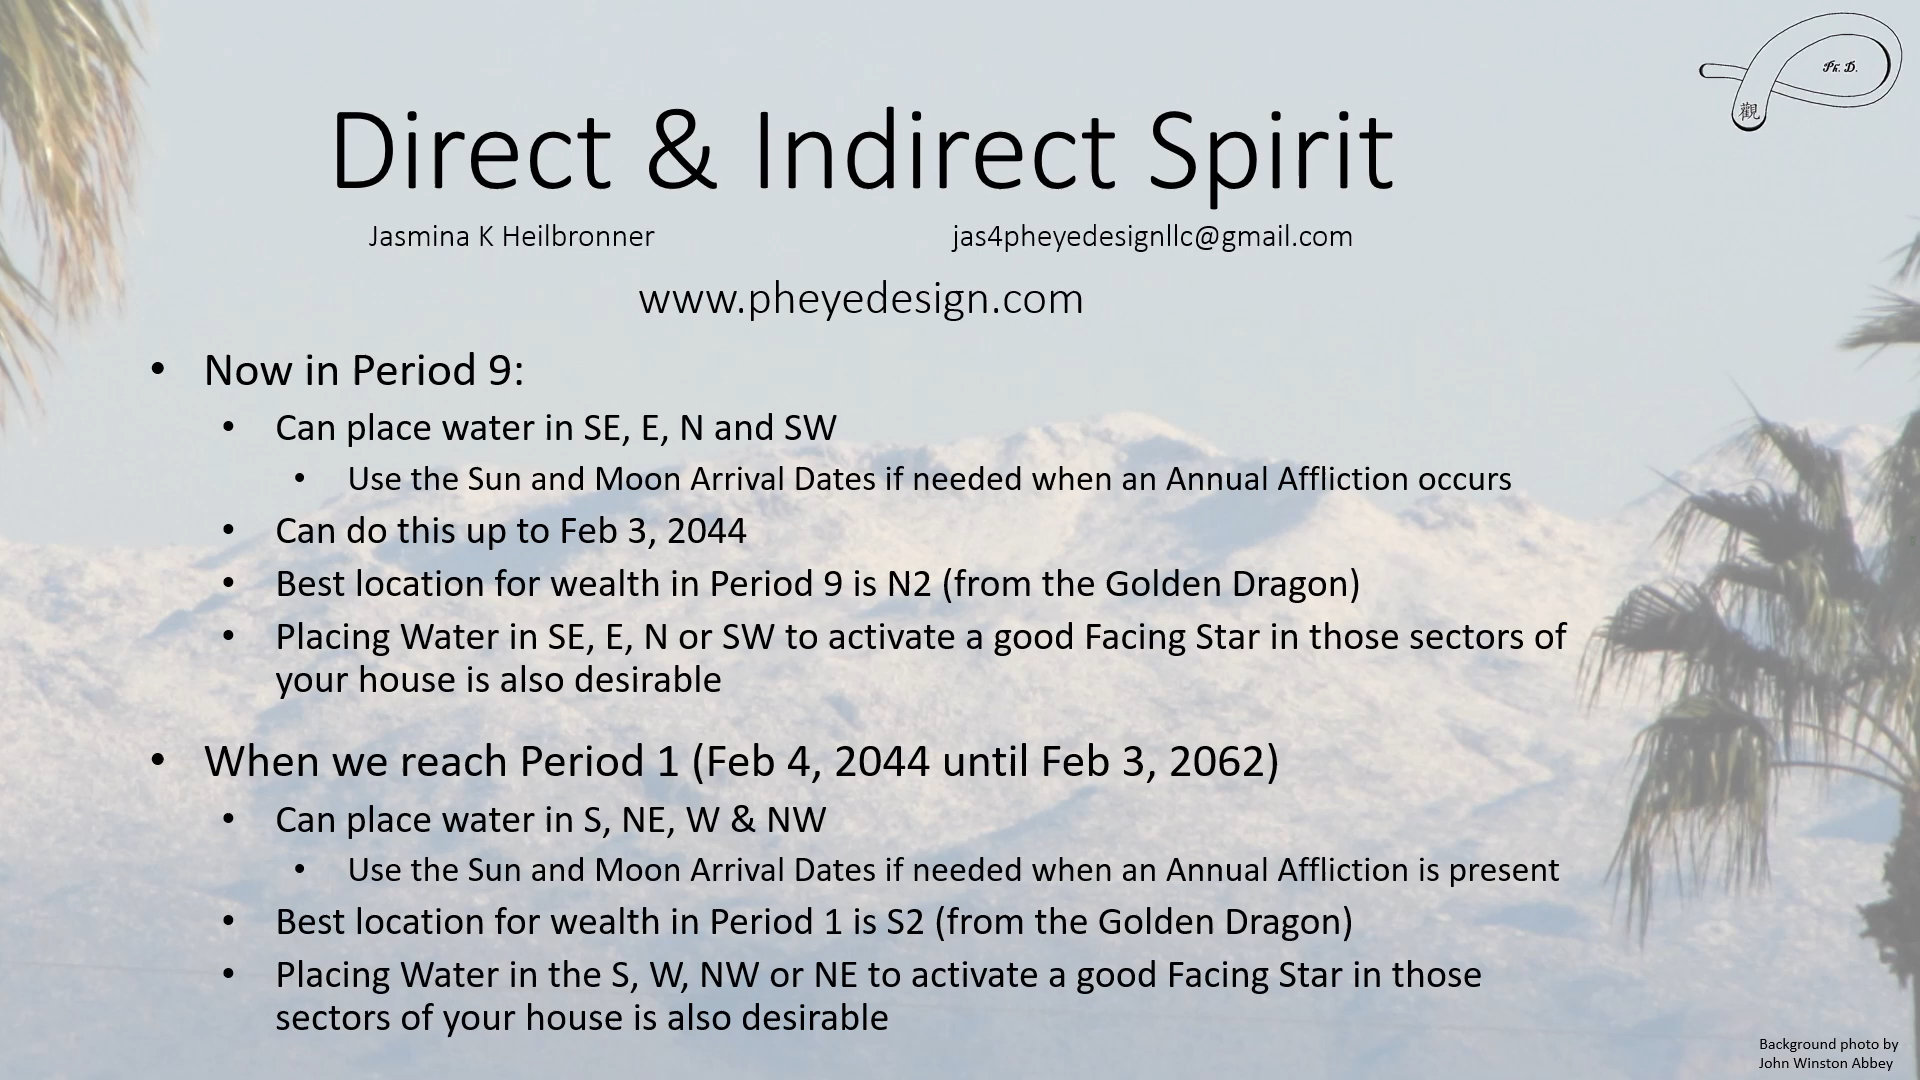 Ph. D.
觀
Direct & Indirect Spirit
Jasmina K Heilbronner
jas4pheyedesignllc@gmail.com
www.pheyedesign.com
• Now in Period 9:
• Can place water in SE, E, N and SW
• Use the Sun and Moon Arrival Dates if needed when an Annual Affliction occurs
• Can do this up to Feb 3, 2044
• Best location for wealth in Period 9 is N2 (from the Golden Dragon)
• Placing Water in SE, E, N or SW to activate a good Facing Star in those sectors of
your house is also desirable
• When we reach Period 1 (Feb 4, 2044 until Feb 3, 2062)
• Can place water in S, NE, W & NW
• Use the Sun and Moon Arrival Dates if needed when an Annual Affliction is present
• Best location for wealth in Period 1 is S2 (from the Golden Dragon)
• Placing Water in the S, W, NW or NE to activate a good Facing Star in those
sectors of your house is also desirable
Background photo by
John Winston Abbey